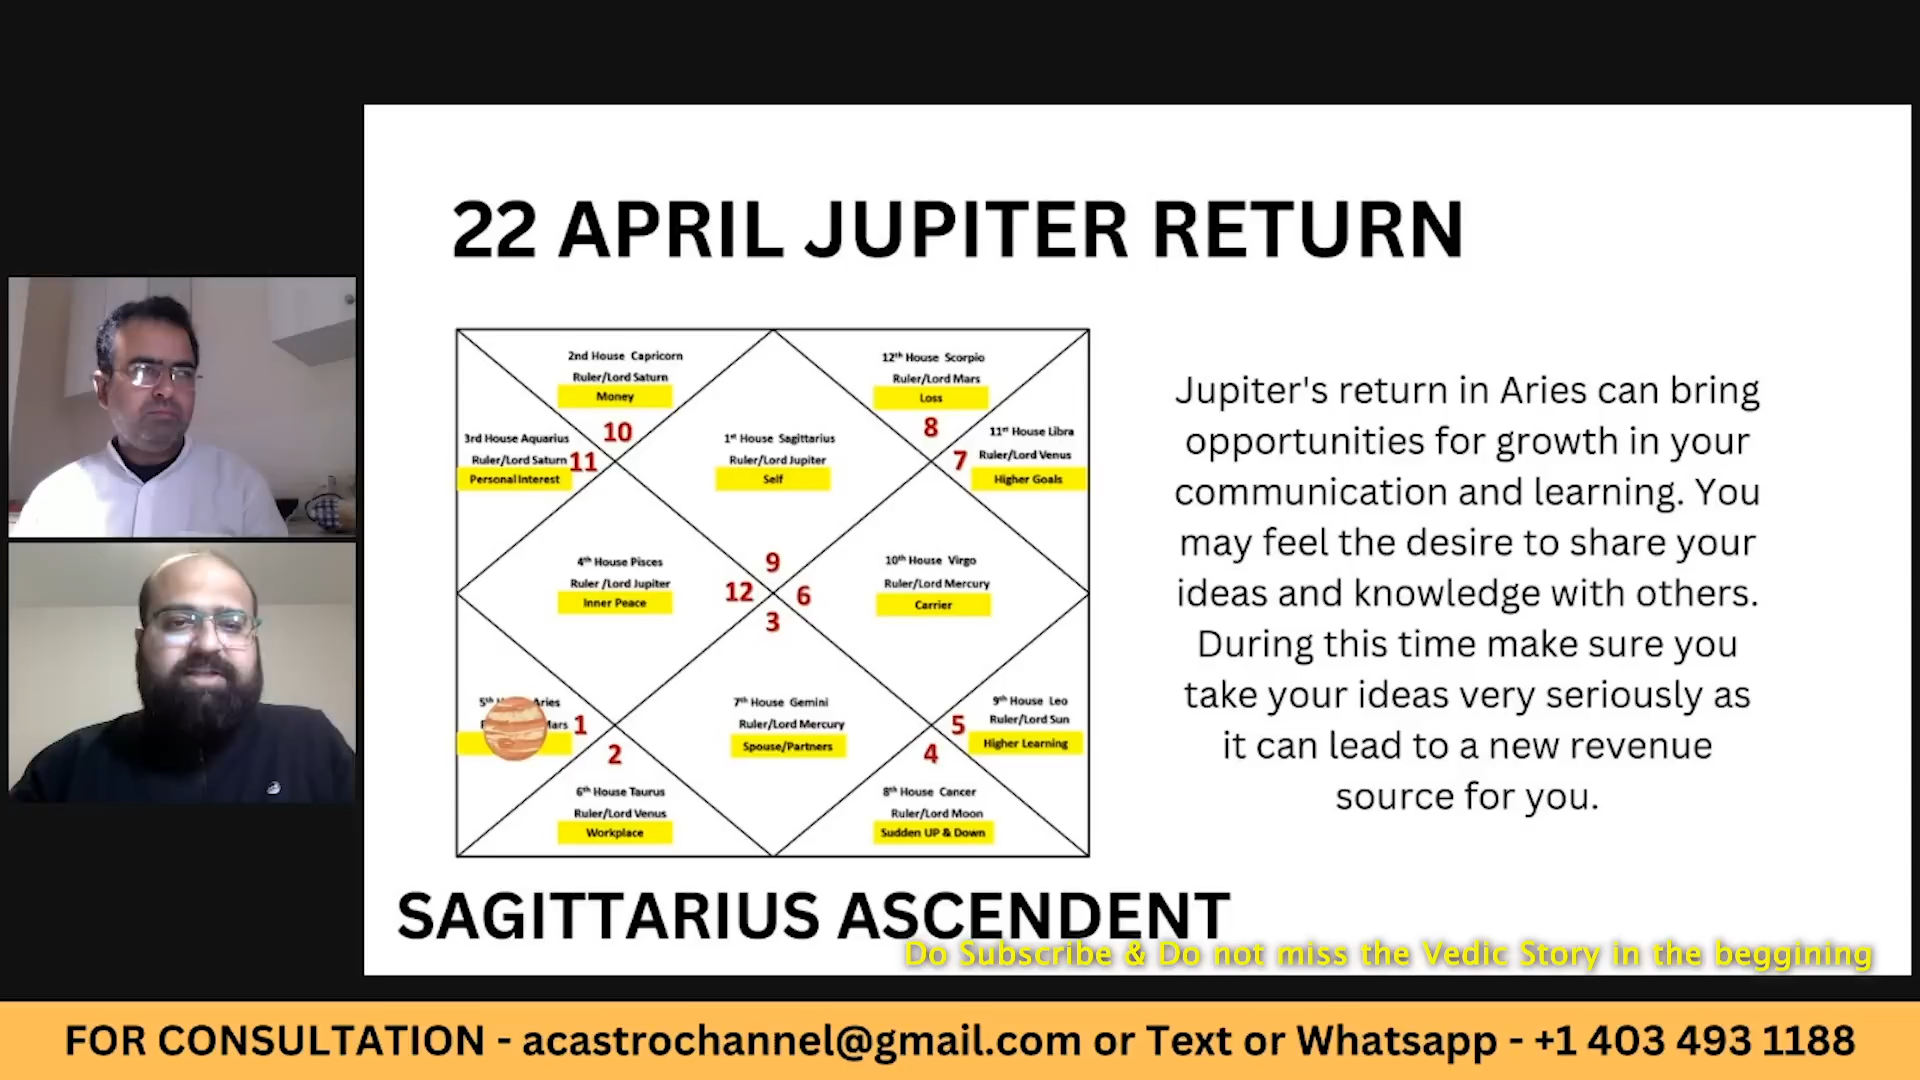 22 APRIL JUPITER RETURN
2nd House Capricorn
Ruler/Lord Saturn
Money
10
12th House Scorpio
Ruler/Lord Mars
Loss
8
3rd House Aquarius
Ruler/Lord Saturn
Personal Interest
11
1st House Sagittarius
Ruler/Lord Jupiter
Self
11st House Libra
Ruler/Lord Venus
Higher Goals
7
4th House Pisces
Ruler /Lord Jupiter
Inner Peace
9
12
6
3
10th House Virgo
Ruler/Lord Mercury
Carrier
5th Aries
1
2
6th House Taurus
Ruler/Lord Venus
Workplace
7th House Gemini
Ruler/Lord Mercury
Spouse/Partners
9th House Leo
Ruler/Lord Sun
Higher Learning
5
4
8th House Cancer
Ruler/Lord Moon
Sudden UP & Down
Jupiter's return in Aries can bring
opportunities for growth in your
communication and learning. You
may feel the desire to share your
ideas and knowledge with others.
During this time make sure you
take your ideas very seriously as
it can lead to a new revenue
source for you.
SAGITTARIUS ASCENDENT
Do Subscribe & Do not miss the Vedic Story in the beggining
FOR CONSULTATION - acastrochannel@gmail.com or Text or Whatsapp - +1 403 493 1188